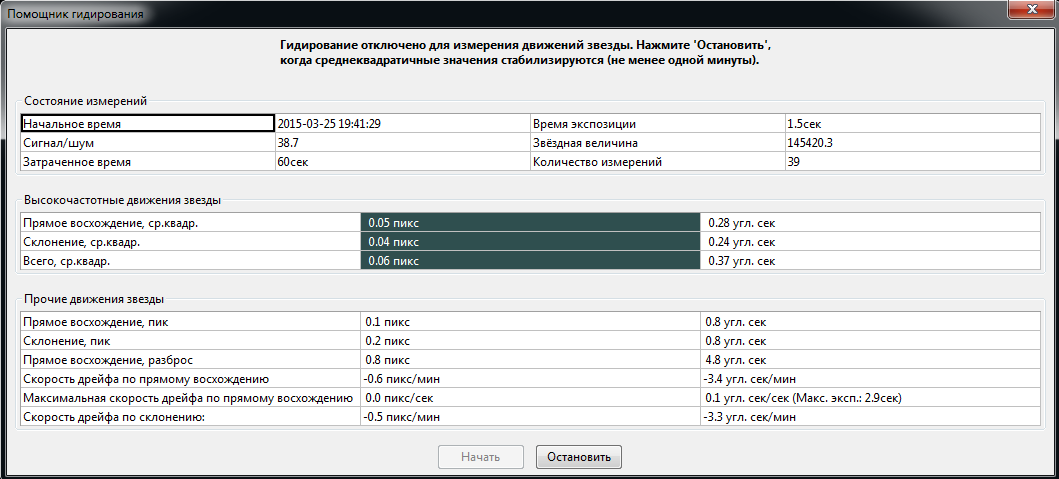 Помощник гидирования
Гидирование отключено для измерения движений звезды. Нажмите 'Остановить',
когда среднеквадратичные значения стабилизируются (не менее одной минуты).
Состояние измерений
Начальное время 2015-03-25 19:41:29 Время экспозиции 1.5сек
Сигнал/шум 38.7 Звёздная величина 145420.3
Затраченное время 60сек Количество измерений 39
Высокочастотные движения звезды
Прямое восхождение, ср.квадр. 0.05 пикс 0.28 угл. сек
Склонение, ср.квадр. 0.04 пикс 0.24 угл. сек
Всего, ср.квадр. 0.06 пикс 0.37 угл. сек
Прочие движения звезды
Прямое восхождение, пик 0.1 пикс 0.8 угл. сек
Склонение, пик 0.2 пикс 0.8 угл. сек
Прямое восхождение, разброс 0.8 пикс 4.8 угл. сек
Скорость дрейфа по прямому восхождению -0.6 пикс/мин -3.4 угл. сек/мин
Максимальная скорость дрейфа по прямому восхождению 0.0 пикс/сек 0.1 угл. сек/сек (Макс. эксп.: 2.9сек)
Скорость дрейфа по склонению: -0.5 пикс/мин -3.3 угл. сек/мин
Начать Остановить